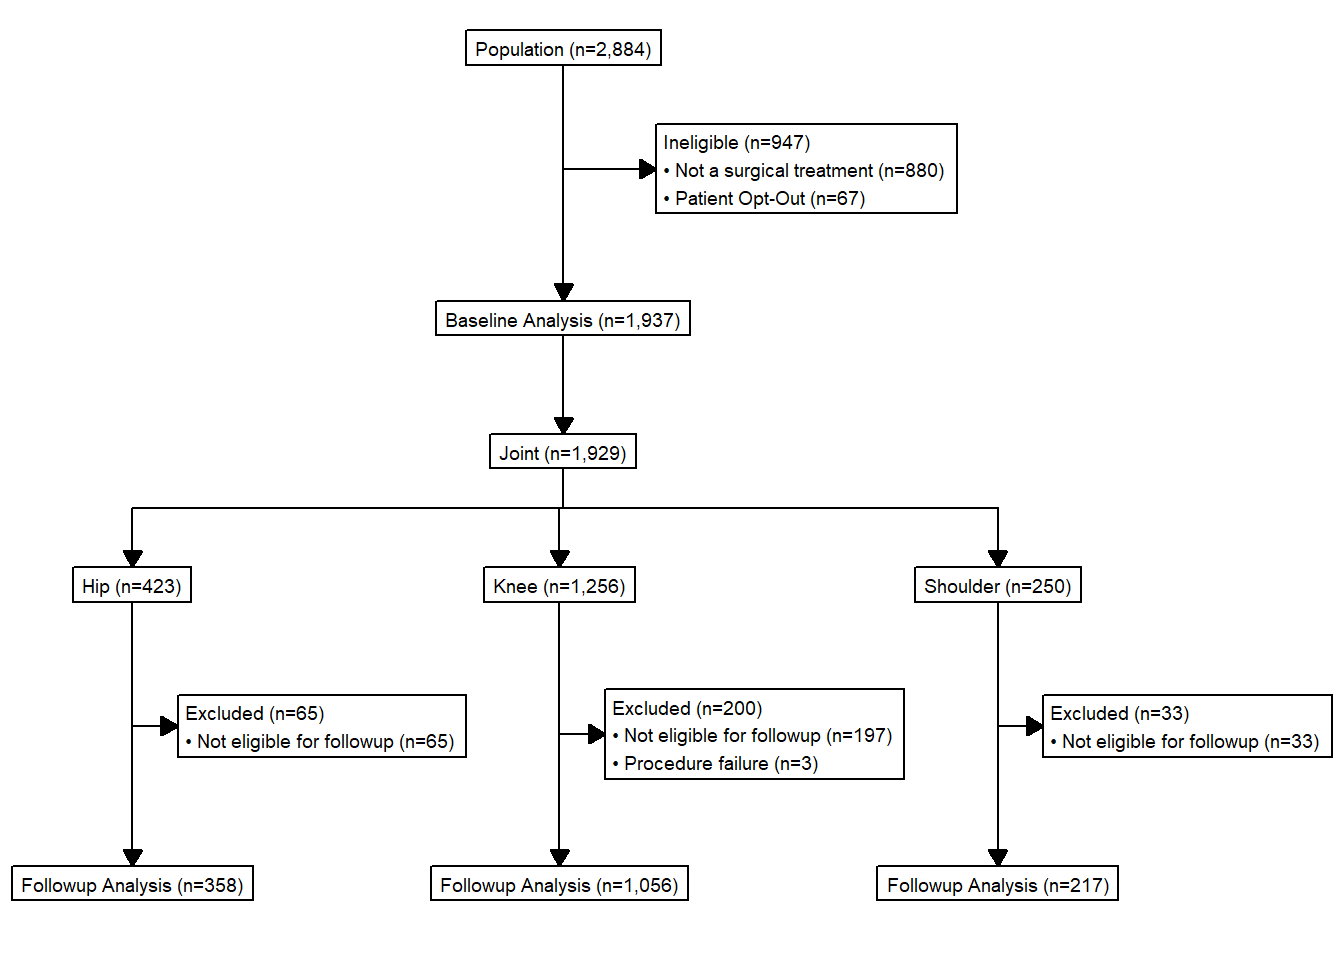 Population (n=2,884)
Ineligible (n=947)
• Not a surgical treatment (n=880)
• Patient Opt-Out (n=67)
Baseline Analysis (n=1,937)
Joint (n=1,929)
Hip (n=423)
Knee (n=1,256)
Shoulder (n=250)
Excluded (n=65)
• Not eligible for followup (n=65)
Excluded (n=200)
• Not eligible for followup (n=197)
• Procedure failure (n=3)
Excluded (n=33)
• Not eligible for followup (n=33)
Followup Analysis (n=358)
Followup Analysis (n=1,056)
Followup Analysis (n=217)